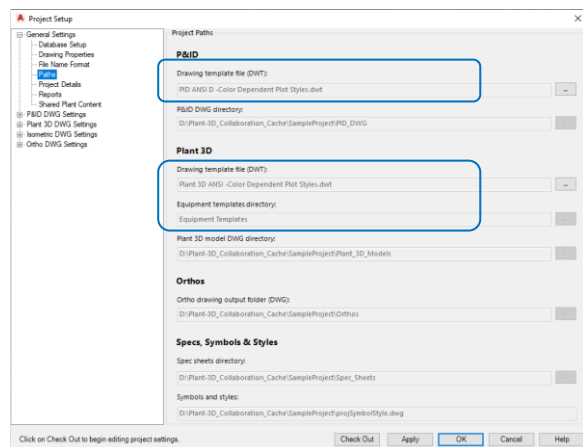 Project Setup
General Settings
Database Setup
Drawing Properties
File Name Format
Paths
Project Details
Reports
Shared Plant Content
P&ID DWG Settings
Plant 3D DWG Settings
Isometric DWG Settings
Ortho DWG Settings
Project Paths
P&ID
Drawing template file (DWT):
PID ANSI D -Color Dependent Plot Styles.dwt
...
P&ID DWG directory:
D:\Plant-3D_Collaboration_Cache\SampleProject\PID_DWG
...
Plant 3D
Drawing template file (DWT):
Plant 3D ANSI -Color Dependent Plot Styles.dwt
...
Equipment templates directory:
Equipment Templates
...
Plant 3D model DWG directory:
D:\Plant-3D_Collaboration_Cache\SampleProject\Plant_3D_Models
...
Orthos
Ortho drawing output folder (DWG):
D:\Plant-3D_Collaboration_Cache\SampleProject\Orthos
...
Specs, Symbols & Styles
Spec sheets directory:
D:\Plant-3D_Collaboration_Cache\SampleProject\Spec_Sheets
...
Symbols and styles:
D:\Plant-3D_Collaboration_Cache\SampleProject\projSymbolStyle.dwg
Click on Check Out to begin editing project settings.
Check Out Apply OK Cancel Help